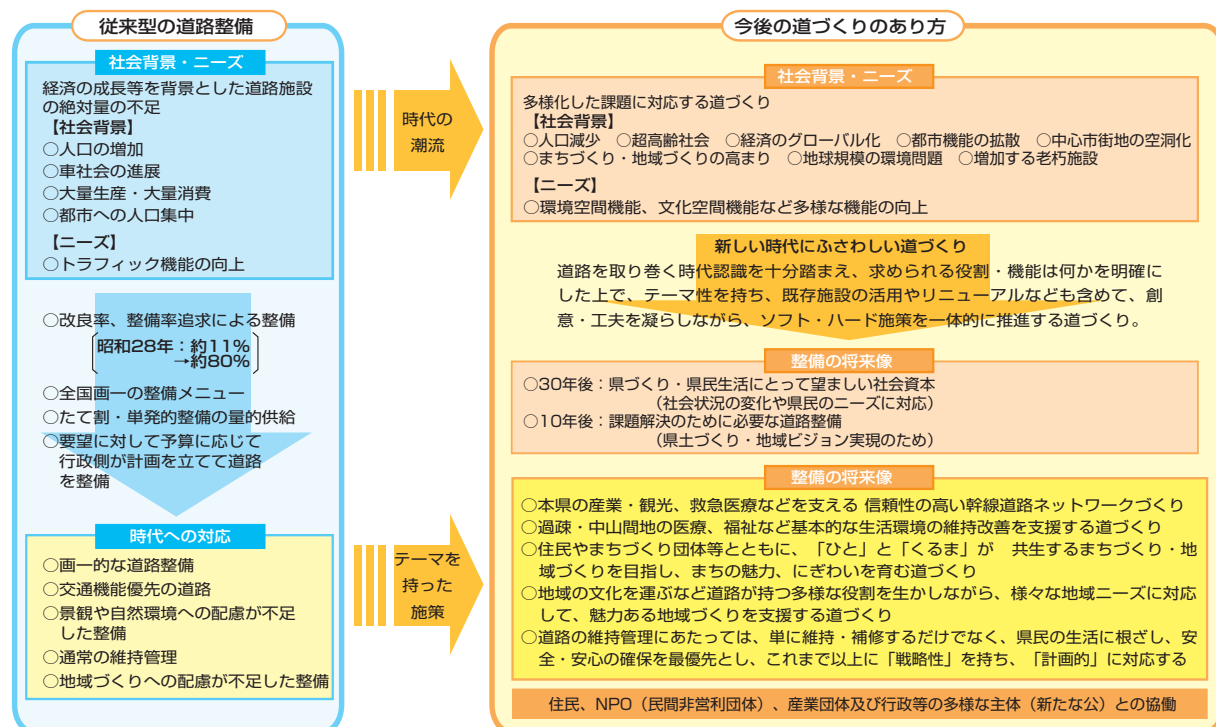 従来型の道路整備
社会背景・ニーズ
経済の成長等を背景とした道路施設
の絶対量の不足
【社会背景】
○人口の増加
○車社会の進展
○大量生産・大量消費
○都市への人口集中
【ニーズ】
○トラフィック機能の向上
○改良率、整備率追求による整備
昭和28年：約11%
→約80%
○全国画一の整備メニュー
○たて割・単発的整備の量的供給
○要望に対して予算に応じて
行政側が計画を立てて道路
を整備
時代への対応
○画一的な道路整備
○交通機能優先の道路
○景観や自然環境への配慮が不足
した整備
○通常の維持管理
○地域づくりへの配慮が不足した整備
時代の
潮流
テーマを
持った
施策
今後の道づくりのあり方
社会背景・ニーズ
多様化した課題に対応する道づくり
【社会背景】
○人口減少　○超高齢社会　○経済のグローバル化　○都市機能の拡散　○中心市街地の空洞化
○まちづくり・地域づくりの高まり　○地球規模の環境問題　○増加する老朽施設
【ニーズ】
○環境空間機能、文化空間機能など多様な機能の向上
新しい時代にふさわしい道づくり
道路を取り巻く時代認識を十分踏まえ、求められる役割・機能は何かを明確に
した上で、テーマ性を持ち、既存施設の活用やリニューアルなども含めて、創
意・工夫を凝らしながら、ソフト・ハード施策を一体的に推進する道づくり。
整備の将来像
○30年後：県づくり・県民生活にとって望ましい社会資本
（社会状況の変化や県民のニーズに対応）
○10年後：課題解決のために必要な道路整備
（県土づくり・地域ビジョン実現のため）
整備の将来像
○本県の産業・観光、救急医療などを支える 信頼性の高い幹線道路ネットワークづくり
○過疎・中山間地の医療、福祉など基本的な生活環境の維持改善を支援する道づくり
○住民やまちづくり団体等とともに、「ひと」と「くるま」が　共生するまちづくり・地
域づくりを目指し、まちの魅力、にぎわいを育む道づくり
○地域の文化を運ぶなど道路が持つ多様な役割を生かしながら、様々な地域ニーズに対応
して、魅力ある地域づくりを支援する道づくり
○道路の維持管理にあたっては、単に維持・補修するだけでなく、県民の生活に根ざし、安
全・安心の確保を最優先とし、これまで以上に「戦略性」を持ち、「計画的」に対応する
住民、NPO（民間非営利団体）、産業団体及び行政等の多様な主体（新たな公）との協働